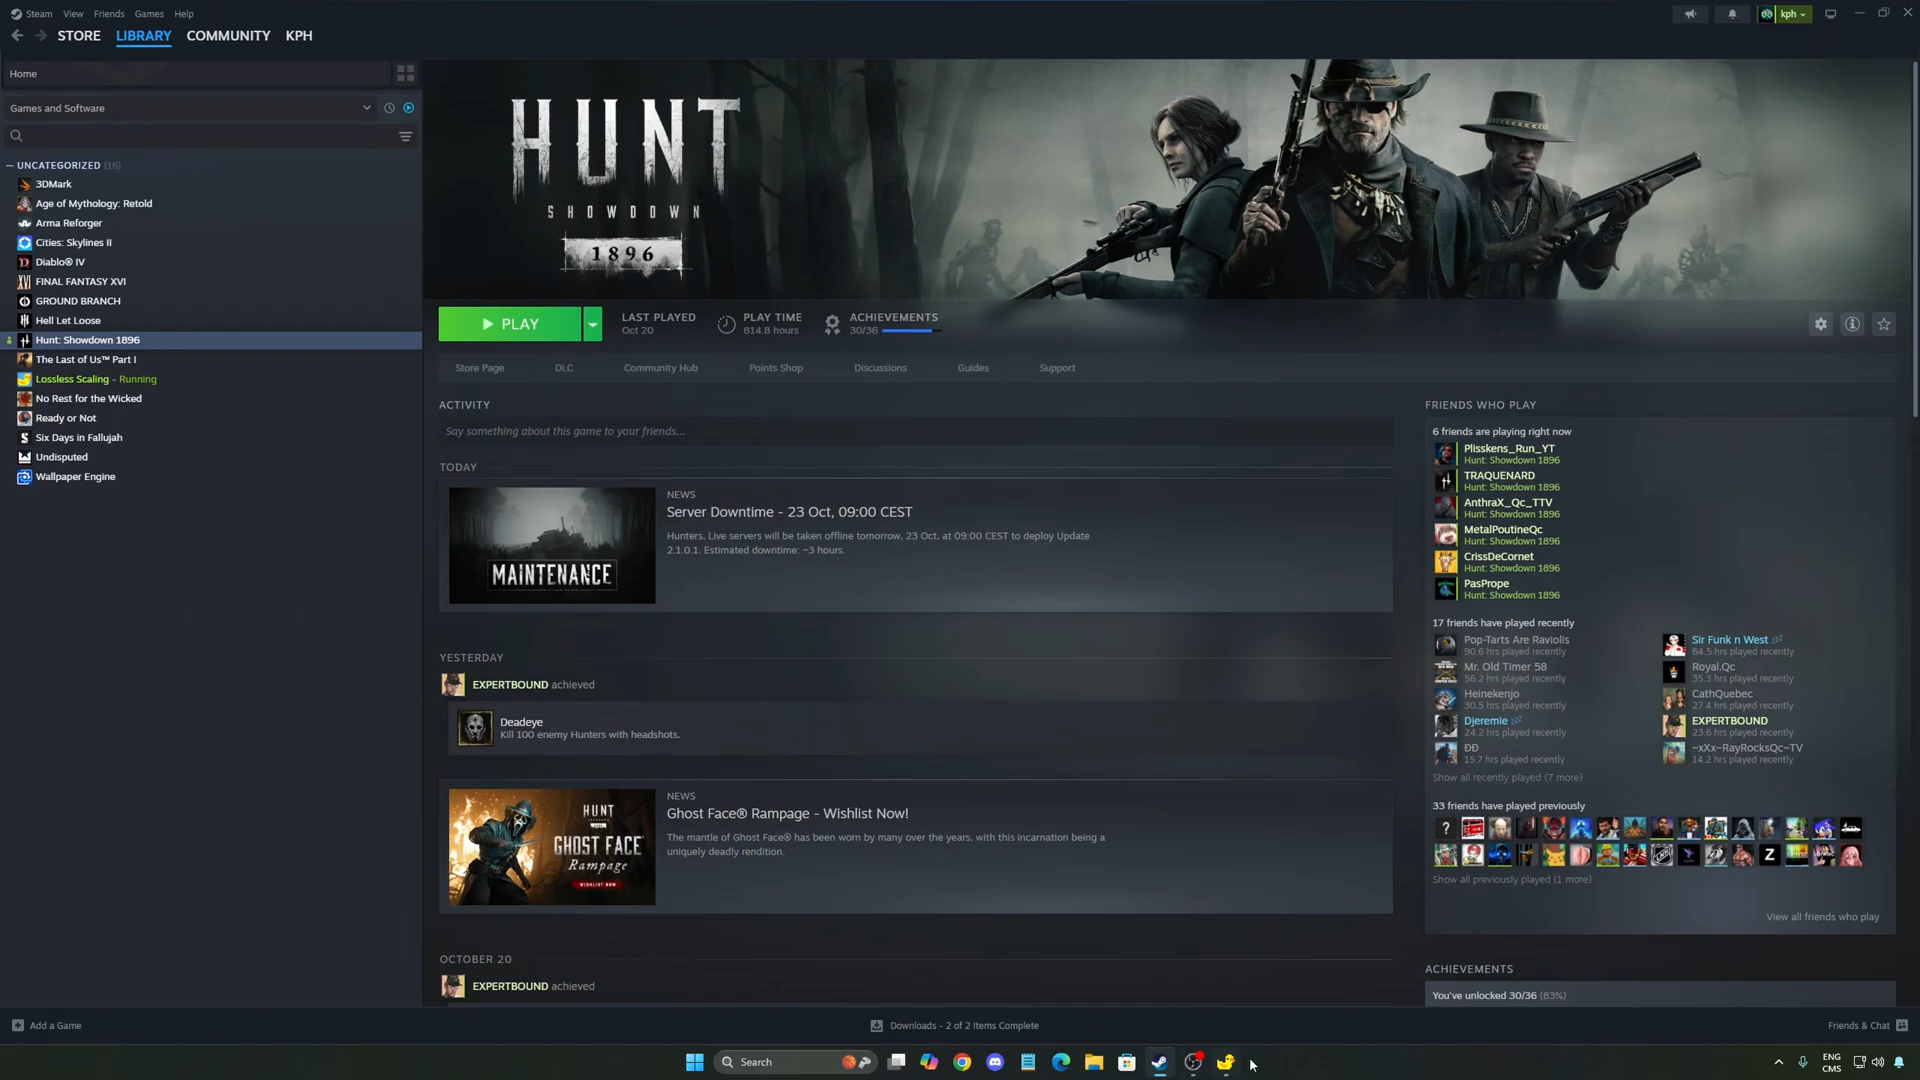 Steam View Friends Games Help
kph
STORE LIBRARY COMMUNITY KPH
Home
Games and Software
UNCATEGORIZED (16)
3DMark
Age of Mythology: Retold
Arma Reforger
Cities: Skylines II
Diablo® IV
FINAL FANTASY XVI
GROUND BRANCH
Hell Let Loose
Hunt: Showdown 1896
The Last of Us™ Part I
Lossless Scaling - Running
No Rest for the Wicked
Ready or Not
Six Days in Fallujah
Undisputed
Wallpaper Engine
HUNT
SHOWDOWN
1896
PLAY
LAST PLAYED
Oct 20
PLAY TIME
814.8 hours
ACHIEVEMENTS
30/36
Store Page DLC Community Hub Points Shop Discussions Guides Support
ACTIVITY
Say something about this game to your friends...
TODAY
MAINTENANCE
NEWS
Server Downtime - 23 Oct, 09:00 CEST
Hunters, Live servers will be taken offline tomorrow, 23 Oct, at 09:00 CEST to deploy Update
2.1.0.1. Estimated downtime: ~3 hours.
YESTERDAY
EXPERTBOUND achieved
Deadeye
Kill 100 enemy Hunters with headshots.
HUNT
GHOST FACE
Rampage
WISHLIST NOW
NEWS
Ghost Face® Rampage - Wishlist Now!
The mantle of Ghost Face® has been worn by many over the years, with this incarnation being a
uniquely deadly rendition.
OCTOBER 20
EXPERTBOUND achieved
FRIENDS WHO PLAY
6 friends are playing right now
Plisskens_Run_YT
Hunt: Showdown 1896
TRAQUENARD
Hunt: Showdown 1896
AnthraX_Qc_TTV
Hunt: Showdown 1896
MetalPoutineQc
Hunt: Showdown 1896
CrissDeCornet
Hunt: Showdown 1896
PasPrope
Hunt: Showdown 1896
17 friends have played recently
Pop-Tarts Are Raviolis
90.6 hrs played recently
Sir Funk n West
64.5 hrs played recently
Mr. Old Timer 58
56.2 hrs played recently
Royal.Qc
35.3 hrs played recently
Heinekenjo
30.5 hrs played recently
CathQuebec
27.4 hrs played recently
Djeremie
24.2 hrs played recently
EXPERTBOUND
23.6 hrs played recently
ĐĐ
15.7 hrs played recently
~xXx~RayRocksQc~TV
14.2 hrs played recently
Show all recently played (7 more)
33 friends have played previously
Show all previously played (1 more)
View all friends who play
ACHIEVEMENTS
You've unlocked 30/36 (83%)
Add a Game
Downloads - 2 of 2 Items Complete
Friends & Chat
Search
ENG
CMS